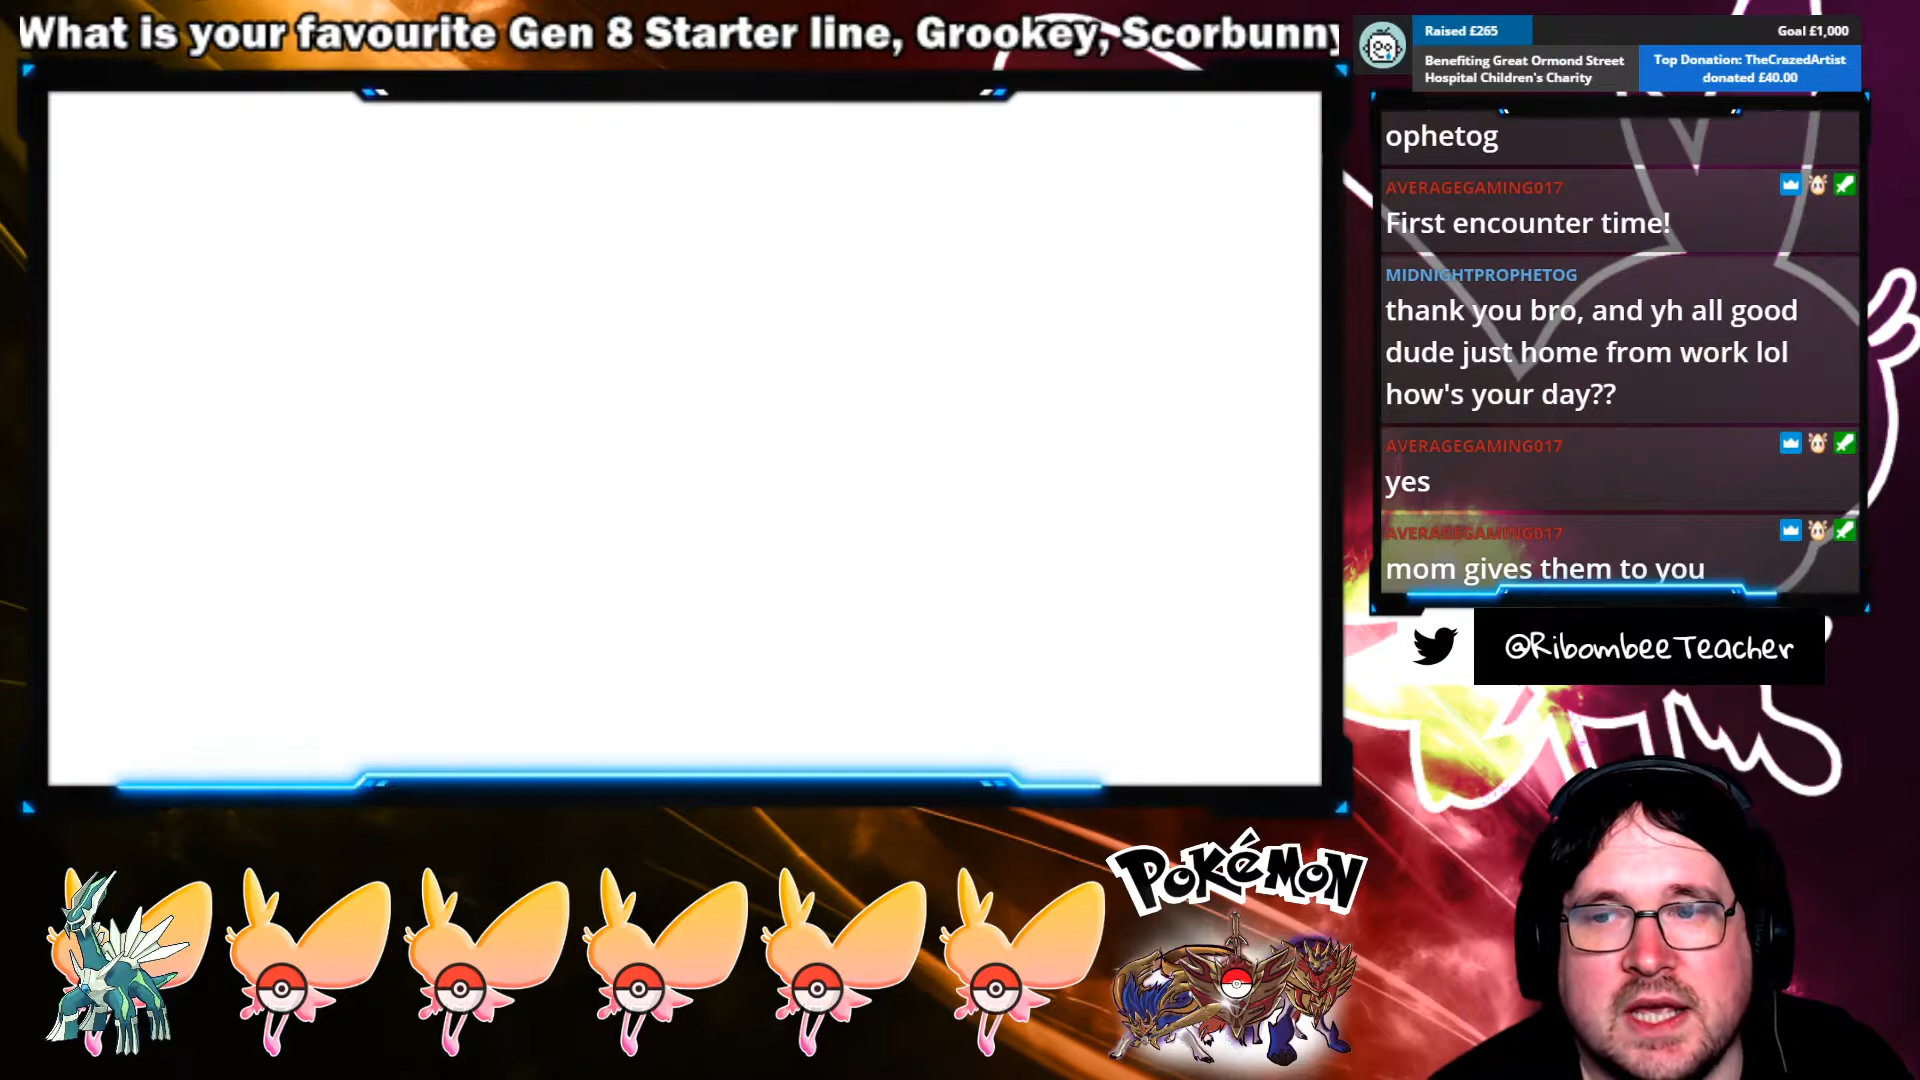 What is your favourite Gen 8 Starter line, Grookey, Scorbunny
Raised £265
Goal £1,000
Benefiting Great Ormond Street
Hospital Children's Charity
Top Donation: TheCrazedArtist
donated £40.00
ophetog
AVERAGEGAMING017
First encounter time!
MIDNIGHTPROPHETOG
thank you bro, and yh all good
dude just home from work lol
how's your day??
AVERAGEGAMING017
yes
AVERAGEGAMING017
mom gives them to you
@RibombeeTeacher
POKéMON